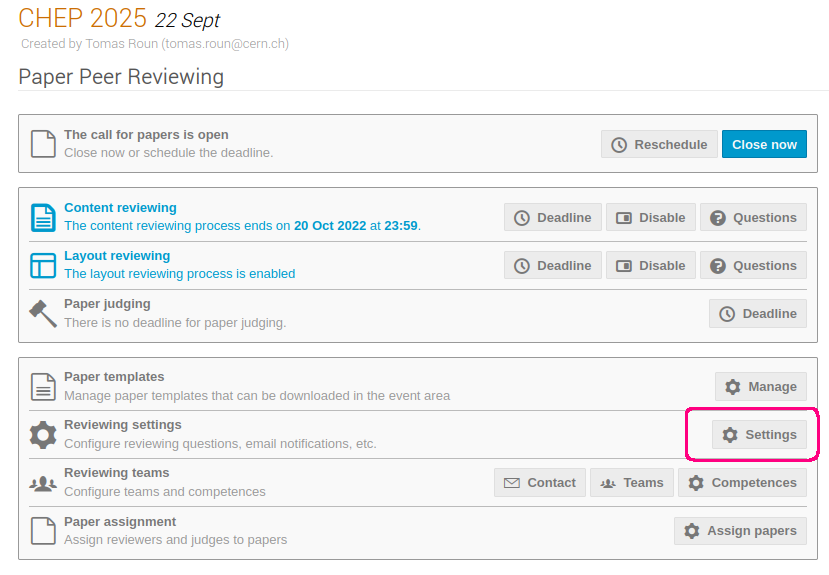 CHEP 2025 22 Sept
Created by Tomas Roun (tomas.roun@cern.ch)
Paper Peer Reviewing
The call for papers is open
Close now or schedule the deadline.
Reschedule Close now
Content reviewing
The content reviewing process ends on 20 Oct 2022 at 23:59.
Deadline Disable Questions
Layout reviewing
The layout reviewing process is enabled
Deadline Disable Questions
Paper judging
There is no deadline for paper judging.
Deadline
Paper templates
Manage paper templates that can be downloaded in the event area
Manage
Reviewing settings
Configure reviewing questions, email notifications, etc.
Settings
Reviewing teams
Configure teams and competences
Contact Teams Competences
Paper assignment
Assign reviewers and judges to papers
Assign papers